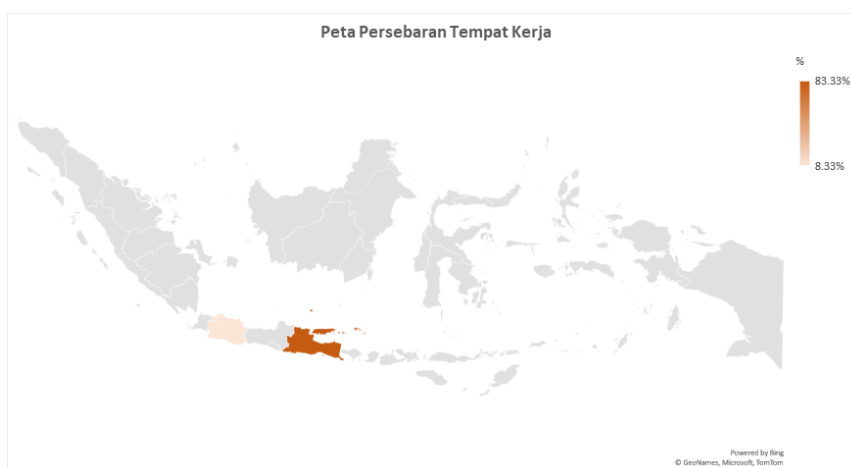 Peta Persebaran Tempat Kerja
%
83.33%
8.33%
Powered by Bing
© GeoNames, Microsoft, TomTom